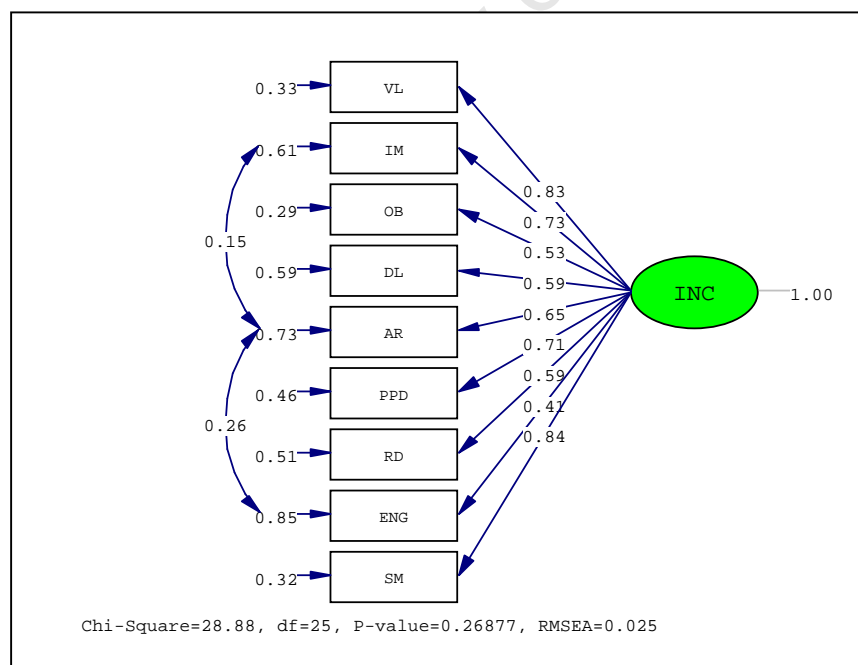 0.33 VL
0.61 IM
0.29 OB
0.59 DL
0.73 AR
0.46 PPD
0.51 RD
0.85 ENG
0.32 SM
0.15
0.26
0.83
0.73
0.53
0.59
0.65
0.71
0.59
0.41
0.84
INC
1.00
Chi-Square=28.88, df=25, P-value=0.26877, RMSEA=0.025